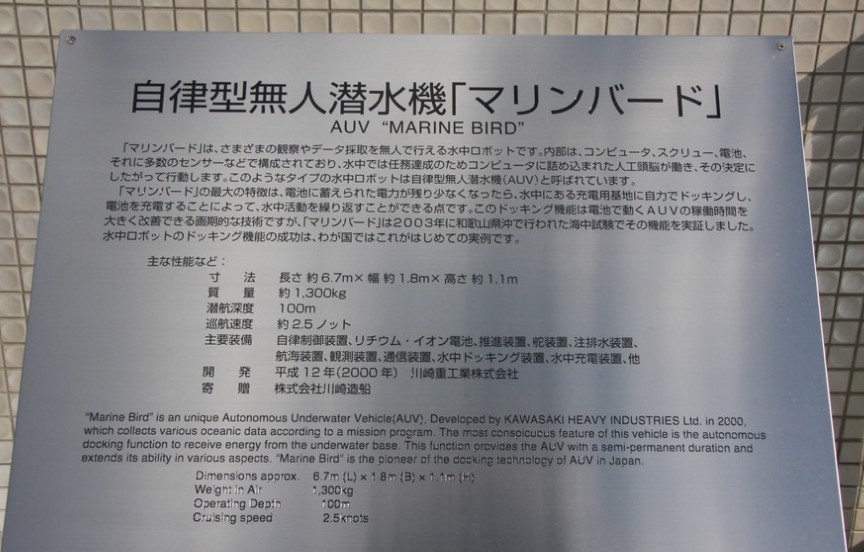 自律型無人潜水機「マリンバード」
AUV “MARINE BIRD”
「マリンバード」は、さまざまの観察やデータ採取を無人で行える水中ロボットです。内部は、コンピュータ、スクリュー、電池、
それに多数のセンサーなどで構成されており、水中では任務達成のためコンピュータに詰め込まれた人工頭脳が働き、その決定に
したがって行動します。このようなタイプの水中ロボットは自律型無人潜水機(AUV)と呼ばれています。
「マリンバード」の最大の特徴は、電池に蓄えられた電力が残り少なくなったら、水中にある充電用基地に自力でドッキングし、
電池を充電することによって、水中活動を繰り返すことができる点です。このドッキング機能は電池で動くAUVの稼働時間を
大きく改善できる画期的な技術ですが、「マリンバード」は2003年に和歌山県沖で行われた海中試験でその機能を実証しました。
水中ロボットのドッキング機能の成功は、わが国ではこれがはじめての実例です。
主な性能など:
寸 法 長さ 約6.7m× 幅 約1.8m× 高さ 約1.1m
質 量 約1,300kg
潜航深度 100m
巡航速度 約2.5ノット
主要装備 自律制御装置、リチウム・イオン電池、推進装置、舵装置、注排水装置、
航海装置、観測装置、通信装置、水中ドッキング装置、水中充電装置、他
開 発 平成12年(2000年) 川崎重工業株式会社
寄 贈 株式会社川崎造船
“Marine Bird” is an unique Autonomous Underwater Vehicle(AUV), Developed by KAWASAKI HEAVY INDUSTRIES Ltd. in 2000,
which collects various oceanic data according to a mission program. The most conspicuous feature of this vehicle is the autonomous
docking function to receive energy from the underwater base. This function provides the AUV with a semi-permanent duration and
extends its ability in various aspects. “Marine Bird” is the pioneer of the docking technology of AUV in Japan.
Dimensions approx. 6.7m (L) × 1.8m (B) × 1.1m (H)
Weight in Air 1,300kg
Operating Depth 100m
Cruising speed 2.5knots